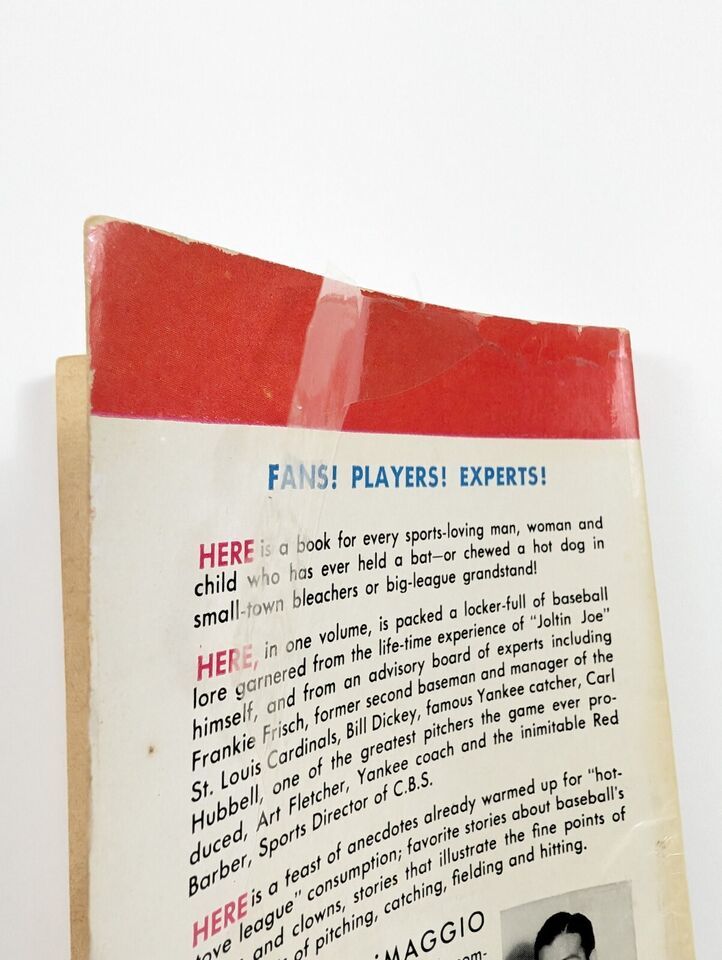 FANS! PLAYERS! EXPERTS!
HERE is a book for every sports-loving man, woman and
child who has ever held a bat—or chewed a hot dog in
small-town bleachers or big-league grandstand!
HERE, in one volume, is packed a locker-full of baseball
lore garnered from the life-time experience of "Joltin Joe"
himself, and from an advisory board of experts including
Frankie Frisch, former second baseman and manager of the
St. Louis Cardinals, Bill Dickey, famous Yankee catcher, Carl
Hubbell, one of the greatest pitchers the game ever pro-
duced, Art Fletcher, Yankee coach and the inimitable Red
Barber, Sports Director of C.B.S.
HERE is a feast of anecdotes already warmed up for "hot-
tove league" consumption; favorite stories about baseball's
and clowns, stories that illustrate the fine points of
of pitching, catching, fielding and hitting.
iMAGGIO
com-